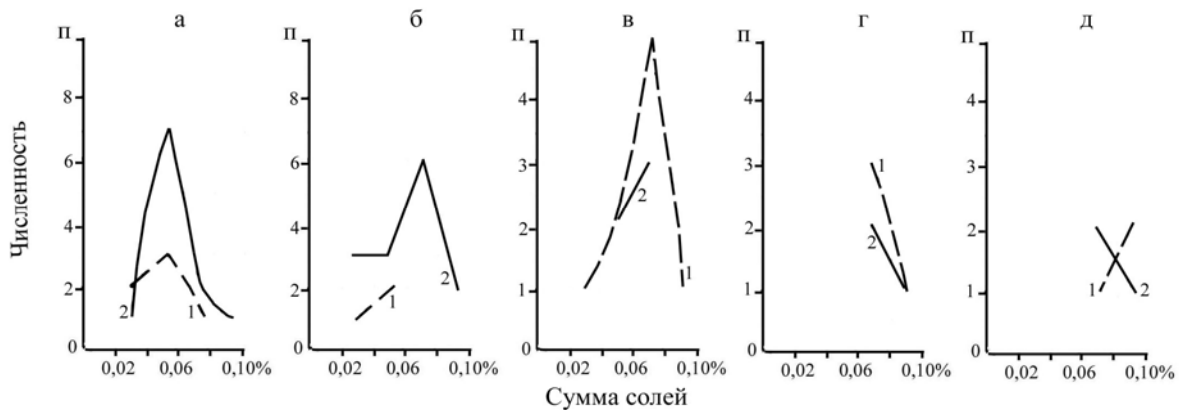 а б в г д
п п п п п
8 8 4 4 4
6 6 3 3 3
4 4 2 2 2
2 2 1 1 1
0 0 0 0 0
2 1 1 2 2 1 1 2 1 2
0,02 0,06 0,10% 0,02 0,06 0,10% 0,02 0,06 0,10% 0,02 0,06 0,10% 0,02 0,06 0,10%
Численность
Сумма солей